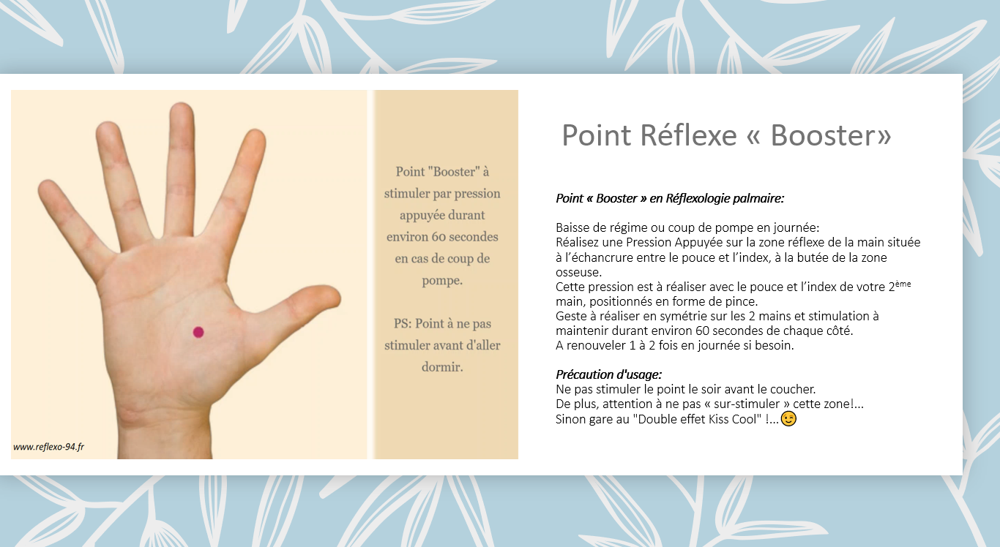 Point "Booster" à
stimuler par pression
appuyée durant
environ 60 secondes
en cas de coup de
pompe.
PS: Point à ne pas
stimuler avant d'aller
dormir.
www.reflexo-94.fr
Point Réflexe « Booster»
Point « Booster » en Réflexologie palmaire:
Baisse de régime ou coup de pompe en journée:
Réalisez une Pression Appuyée sur la zone réflexe de la main située
à l’échancrure entre le pouce et l’index, à la butée de la zone
osseuse.
Cette pression est à réaliser avec le pouce et l’index de votre 2ème
main, positionnés en forme de pince.
Geste à réaliser en symétrie sur les 2 mains et stimulation à
maintenir durant environ 60 secondes de chaque côté.
A renouveler 1 à 2 fois en journée si besoin.
Précaution d'usage:
Ne pas stimuler le point le soir avant le coucher.
De plus, attention à ne pas « sur-stimuler » cette zone!...
Sinon gare au "Double effet Kiss Cool" !...😉